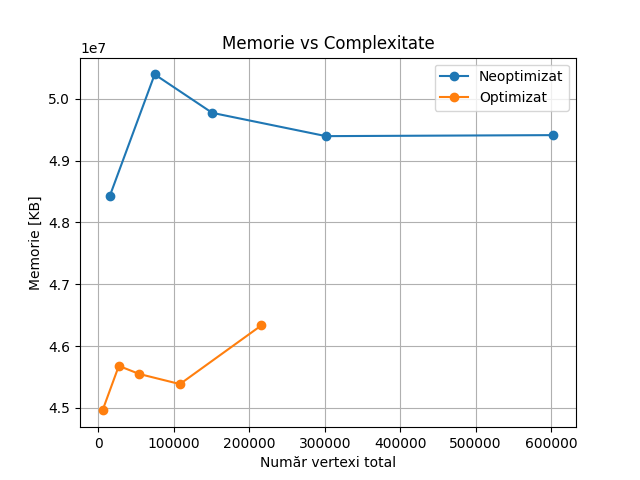 Memorie vs Complexitate
1e7
Neoptimizat
Optimizat
5.0
4.9
4.8
4.7
4.6
4.5
Memorie [KB]
0 100000 200000 300000 400000 500000 600000
Număr vertexi total